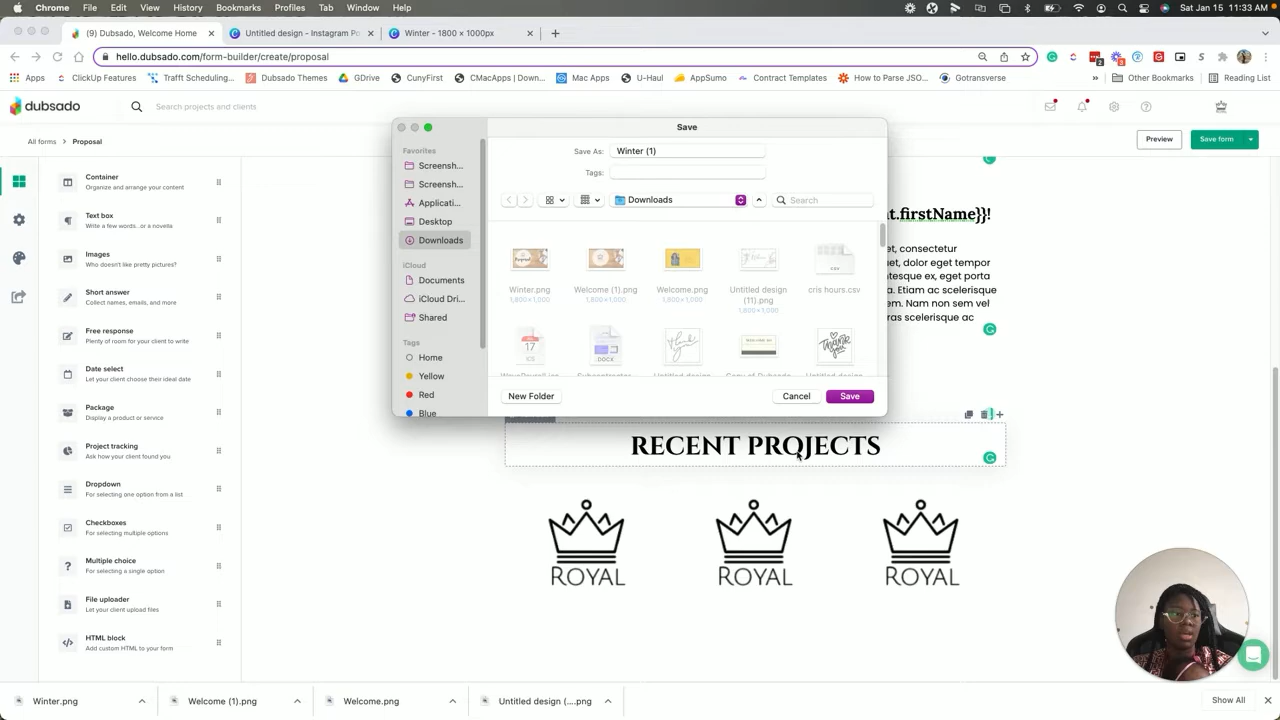 Chrome File Edit View History Bookmarks Profiles Tab Window Help
Fri Jan 15 11:33 AM
(9) Dubsado, Welcome Home
Untitled design - Instagram Po
Winter - 1800 × 1000px
hello.dubsado.com/form-builder/create/proposal
Apps
ClickUp Features
Trafft Scheduling...
Dubsado Themes
GDrive
CunyFirst
CMacApps | Down...
Mac Apps
U-Haul
AppSumo
Contract Templates
How to Parse JSO...
Gotransverse
»
Other Bookmarks
Reading List
dubsado
Search projects and clients
All forms > Proposal
Preview
Save form
Container
Organize and arrange your content
Text box
Write a few words...or a novella
Images
Who doesn't like pretty pictures?
Short answer
Collect names, emails, and more
Free response
Plenty of room for your client to write
Date select
Let your client choose their ideal date
Package
Display a product or service
Project tracking
Ask how your client found you
Dropdown
For selecting one option from a list
Checkboxes
For selecting multiple options
Multiple choice
For selecting a single option
File uploader
Let your client upload files
HTML block
Add custom HTML to your form
Save
Favorites
Screensh...
Screensh...
Applicati...
Desktop
Downloads
iCloud
Documents
iCloud Dri...
Shared
Tags
Home
Yellow
Red
Blue
Save As: Winter (1)
Tags:
Downloads
Search
Winter.png
1,800×1,000
Welcome (1).png
1,800×1,000
Welcome.png
1,800×1,000
Untitled design
(11).png
1,800×1,000
CSV
cris hours.csv
17
ICS
DOCX
New Folder
Cancel
Save
t.firstName}}!
et, consectetur
et, dolor eget tempor
tesque ex, eget porta
a. Etiam ac scelerisque
em. Nam non sem vel
ras scelerisque ac
RECENT PROJECTS
ROYAL
ROYAL
ROYAL
Winter.png
Welcome (1).png
Welcome.png
Untitled design (....png
Show All